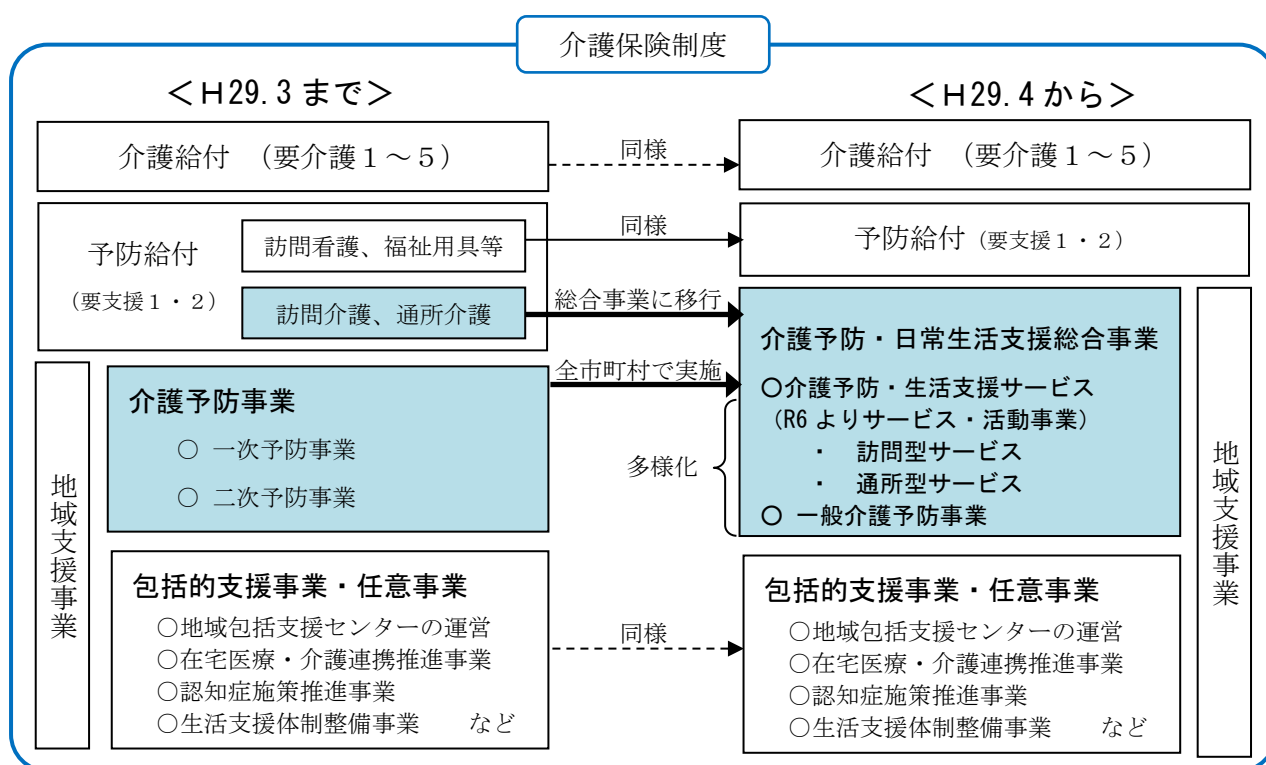 介護保険制度
＜Ｈ29.3 まで＞
＜Ｈ29.4 から＞
介護給付　（要介護１～５）
同様
介護給付　（要介護１～５）
予防給付
（要支援１・２）
訪問看護、福祉用具等
同様
予防給付（要支援１・２）
訪問介護、通所介護
総合事業に移行
全市町村で実施
介護予防・日常生活支援総合事業
〇介護予防・生活支援サービス
（R6 よりサービス・活動事業）
・　訪問型サービス
・　通所型サービス
〇 一般介護予防事業
多様化
介護予防事業
○ 一次予防事業
○ 二次予防事業
地域支援事業
地域支援事業
包括的支援事業・任意事業
○地域包括支援センターの運営
○在宅医療・介護連携推進事業
○認知症施策推進事業
○生活支援体制整備事業　　など
同様
包括的支援事業・任意事業
○地域包括支援センターの運営
○在宅医療・介護連携推進事業
○認知症施策推進事業
○生活支援体制整備事業　　など